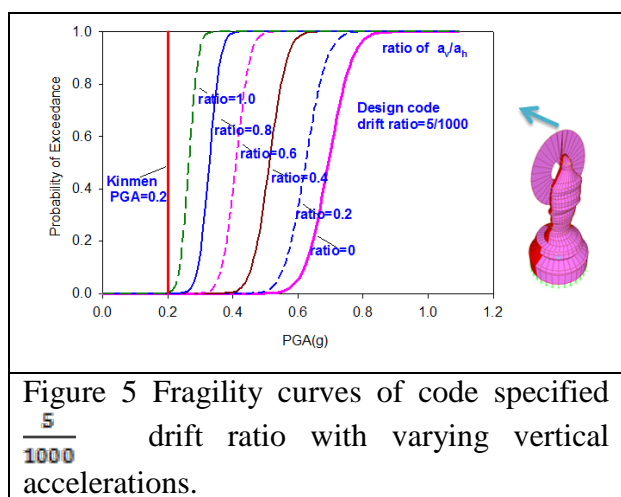 1.0
0.8
0.6
0.4
0.2
0.0
Probability of Exceedance
ratio of a_v/a_h
ratio=1.0
ratio=0.8
ratio=0.6
ratio=0.4
ratio=0.2
ratio=0
Design code
drift ratio=5/1000
Kinmen
PGA=0.2
0.0 0.2 0.4 0.6 0.8 1.0 1.2
PGA(g)
Figure 5 Fragility curves of code specified
5/1000 drift ratio with varying vertical
accelerations.